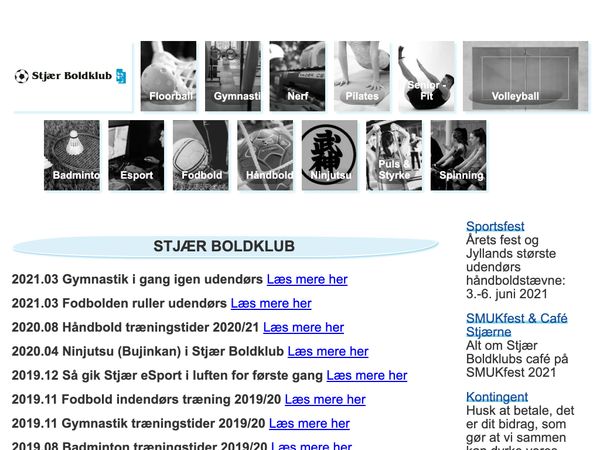 Stjær Boldklub
Floorball
Gymnasti
Nerf
Pilates
Senior -
Fit
Volleyball
Badminto
Esport
Fodbold
Håndbold
Ninjutsu
Puls &
Styrke
Spinning
STJÆR BOLDKLUB
2021.03 Gymnastik i gang igen udendørs Læs mere her
2021.03 Fodbolden ruller udendørs Læs mere her
2020.08 Håndbold træningstider 2020/21 Læs mere her
2020.04 Ninjutsu (Bujinkan) i Stjær Boldklub Læs mere her
2019.12 Så gik Stjær eSport i luften for første gang Læs mere her
2019.11 Fodbold indendørs træning 2019/20 Læs mere her
2019.11 Gymnastik træningstider 2019/20 Læs mere her
2019.08 Badminton træningstider 2019/20 Læs mere her
Sportsfest
Årets fest og
Jyllands største
udendørs
håndboldstævne:
3.-6. juni 2021
SMUKfest & Café
Stjærne
Alt om Stjær
Boldklubs café på
SMUKfest 2021
Kontingent
Husk at betale, det
er dit bidrag, som
gør at vi sammen
kan dyrke vores